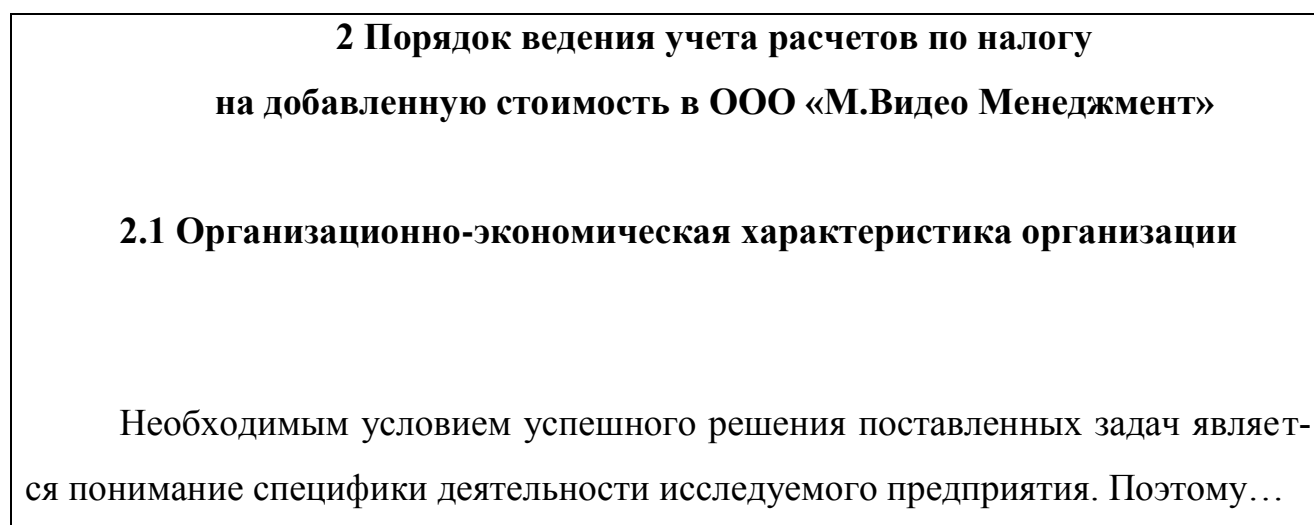 2 Порядок ведения учета расчетов по налогу
на добавленную стоимость в ООО «М.Видео Менеджмент»
2.1 Организационно-экономическая характеристика организации
Необходимым условием успешного решения поставленных задач являет-
ся понимание специфики деятельности исследуемого предприятия. Поэтому…